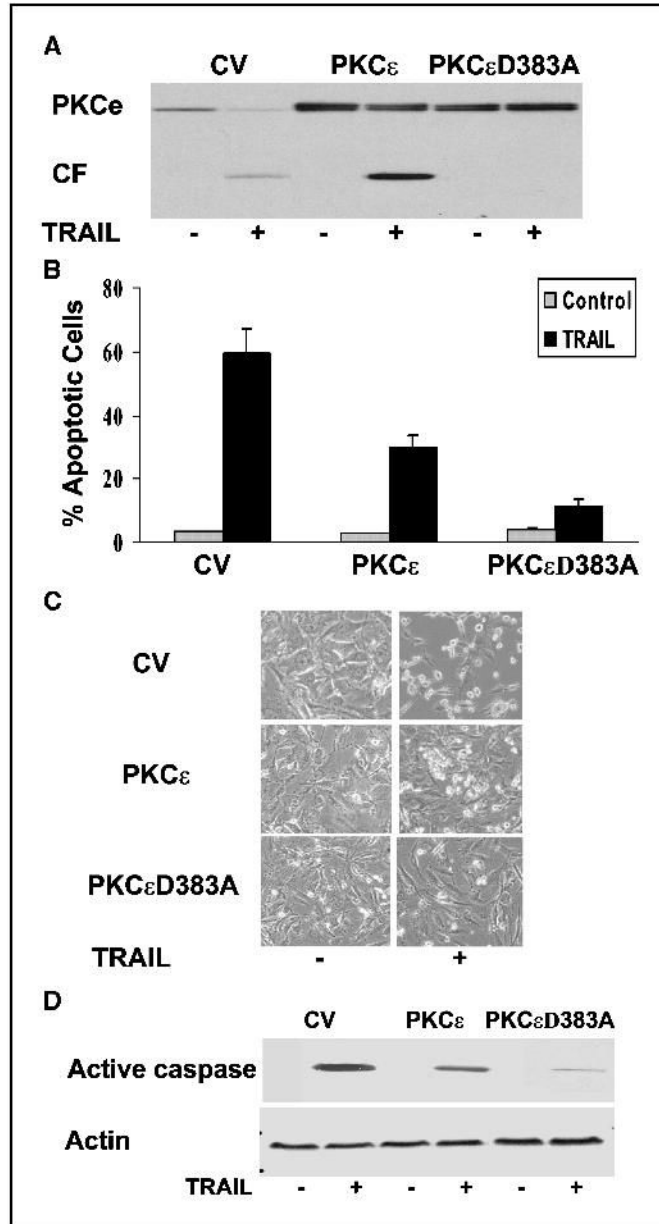 A
CV PKCε PKCεD383A
PKCe
CF
TRAIL - + - + - +
B
80
60
40
20
0
% Apoptotic Cells
Control
TRAIL
CV PKCε PKCεD383A
C
CV
PKCε
PKCεD383A
TRAIL - +
D
CV PKCε PKCεD383A
Active caspase
Actin
TRAIL - + - + - +